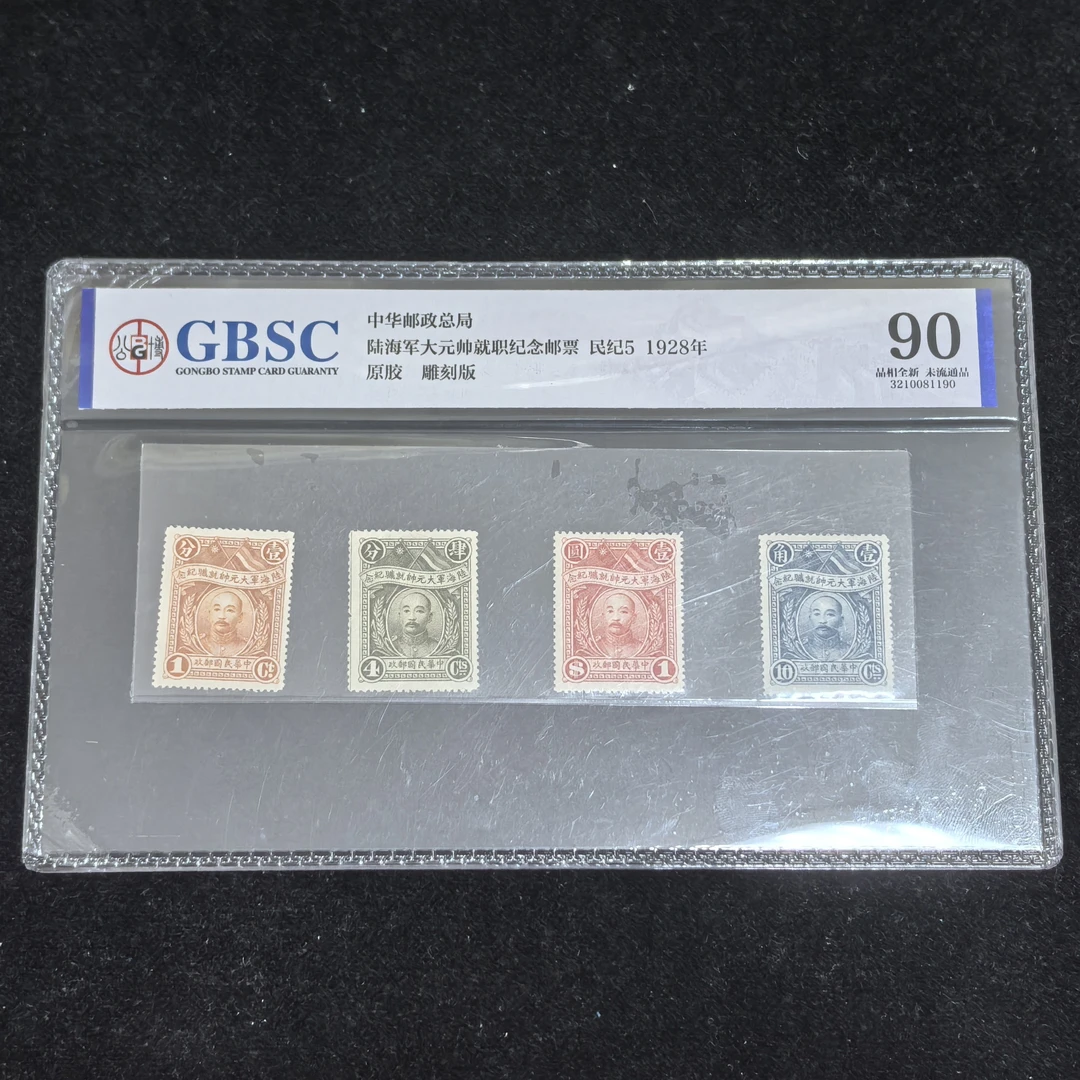 GBSC
GONGBO STAMP CARD GUARANTY
中华邮政总局
陆海军大元帅就职纪念邮票 民纪5 1928年
原胶 雕刻版
90
品相全新 未流通品
3210081190
分 壹
念紀職就帥元大軍海陸
政郵國民華中
1 Ct
分 肆
念紀職就帥元大軍海陸
政郵國民華中
4 Cts
圓 壹
念紀職就帥元大軍海陸
政郵國民華中
$ 1
角 壹
念紀職就帥元大軍海陸
政郵國民華中
10 Cts